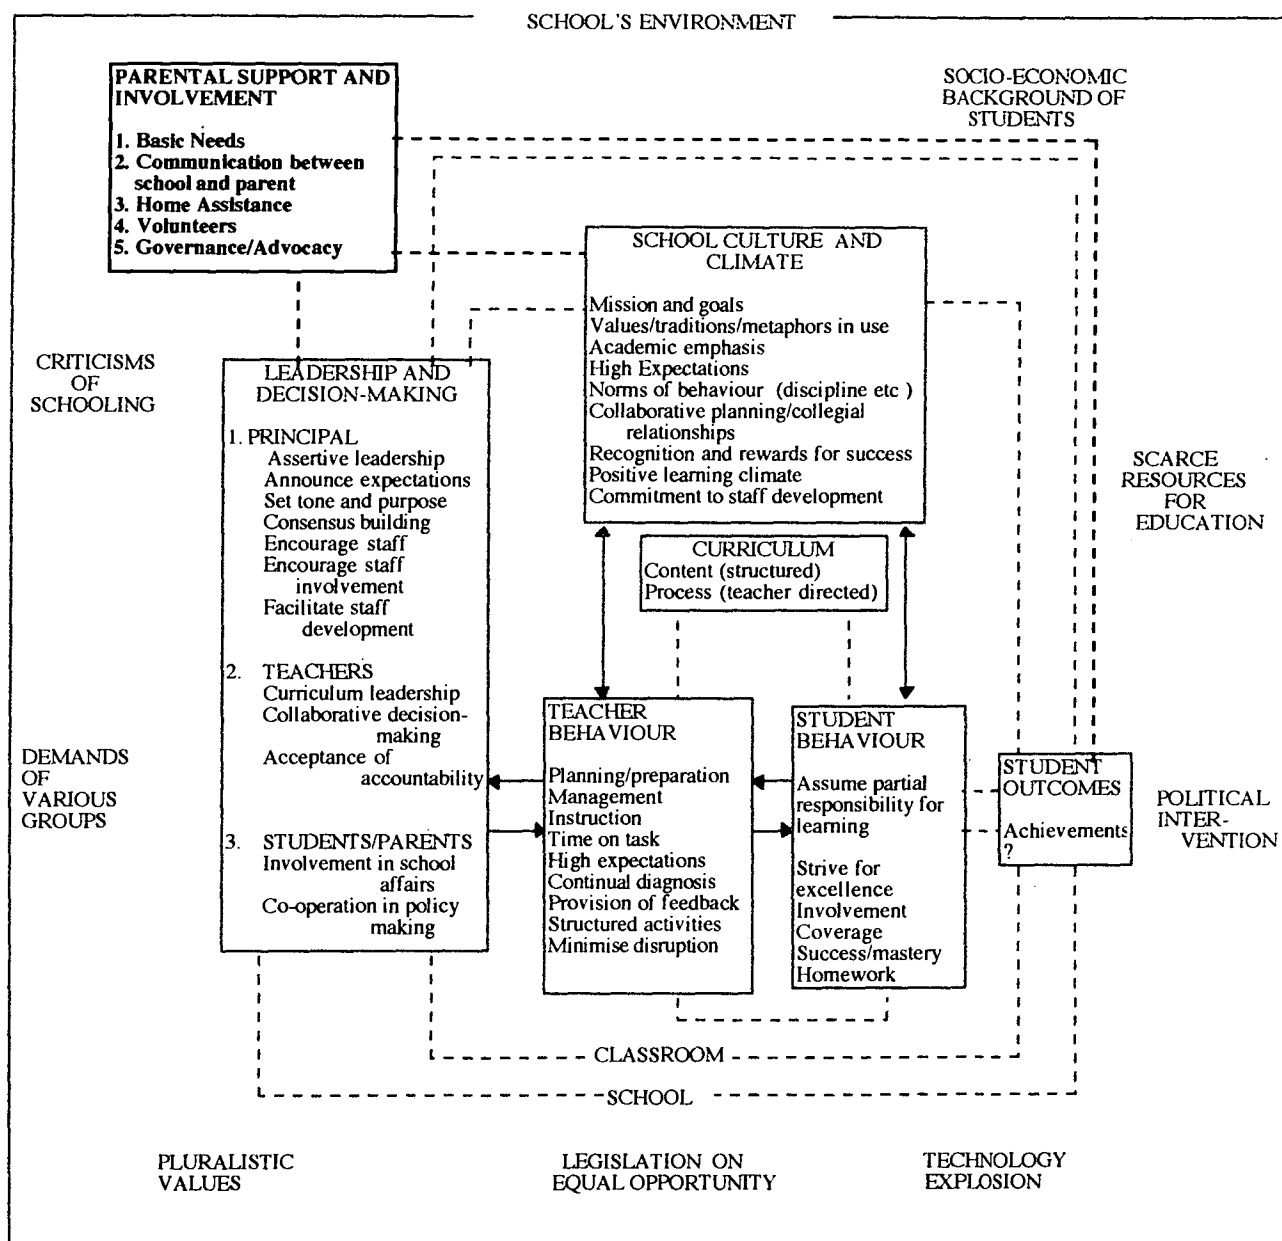 SCHOOL'S ENVIRONMENT
PARENTAL SUPPORT AND
INVOLVEMENT
1. Basic Needs
2. Communication between
school and parent
3. Home Assistance
4. Volunteers
5. Governance/Advocacy
SOCIO-ECONOMIC
BACKGROUND OF
STUDENTS
SCHOOL CULTURE AND
CLIMATE
Mission and goals
Values/traditions/metaphors in use
Academic emphasis
High Expectations
Norms of behaviour (discipline etc )
Collaborative planning/collegial
relationships
Recognition and rewards for success
Positive learning climate
Commitment to staff development
CRITICISMS
OF
SCHOOLING
LEADERSHIP AND
DECISION-MAKING
1. PRINCIPAL
Assertive leadership
Announce expectations
Set tone and purpose
Consensus building
Encourage staff
Encourage staff
involvement
Facilitate staff
development
2. TEACHERS
Curriculum leadership
Collaborative decision-
making
Acceptance of
accountability
3. STUDENTS/PARENTS
Involvement in school
affairs
Co-operation in policy
making
SCARCE
RESOURCES
FOR
EDUCATION
CURRICULUM
Content (structured)
Process (teacher directed)
DEMANDS
OF
VARIOUS
GROUPS
TEACHER
BEHAVIOUR
Planning/preparation
Management
Instruction
Time on task
High expectations
Continual diagnosis
Provision of feedback
Structured activities
Minimise disruption
STUDENT
BEHAVIOUR
Assume partial
responsibility for
learning
Strive for
excellence
Involvement
Coverage
Success/mastery
Homework
STUDENT
OUTCOMES
Achievements
?
POLITICAL
INTER-
VENTION
CLASSROOM
SCHOOL
PLURALISTIC
VALUES
LEGISLATION ON
EQUAL OPPORTUNITY
TECHNOLOGY
EXPLOSION